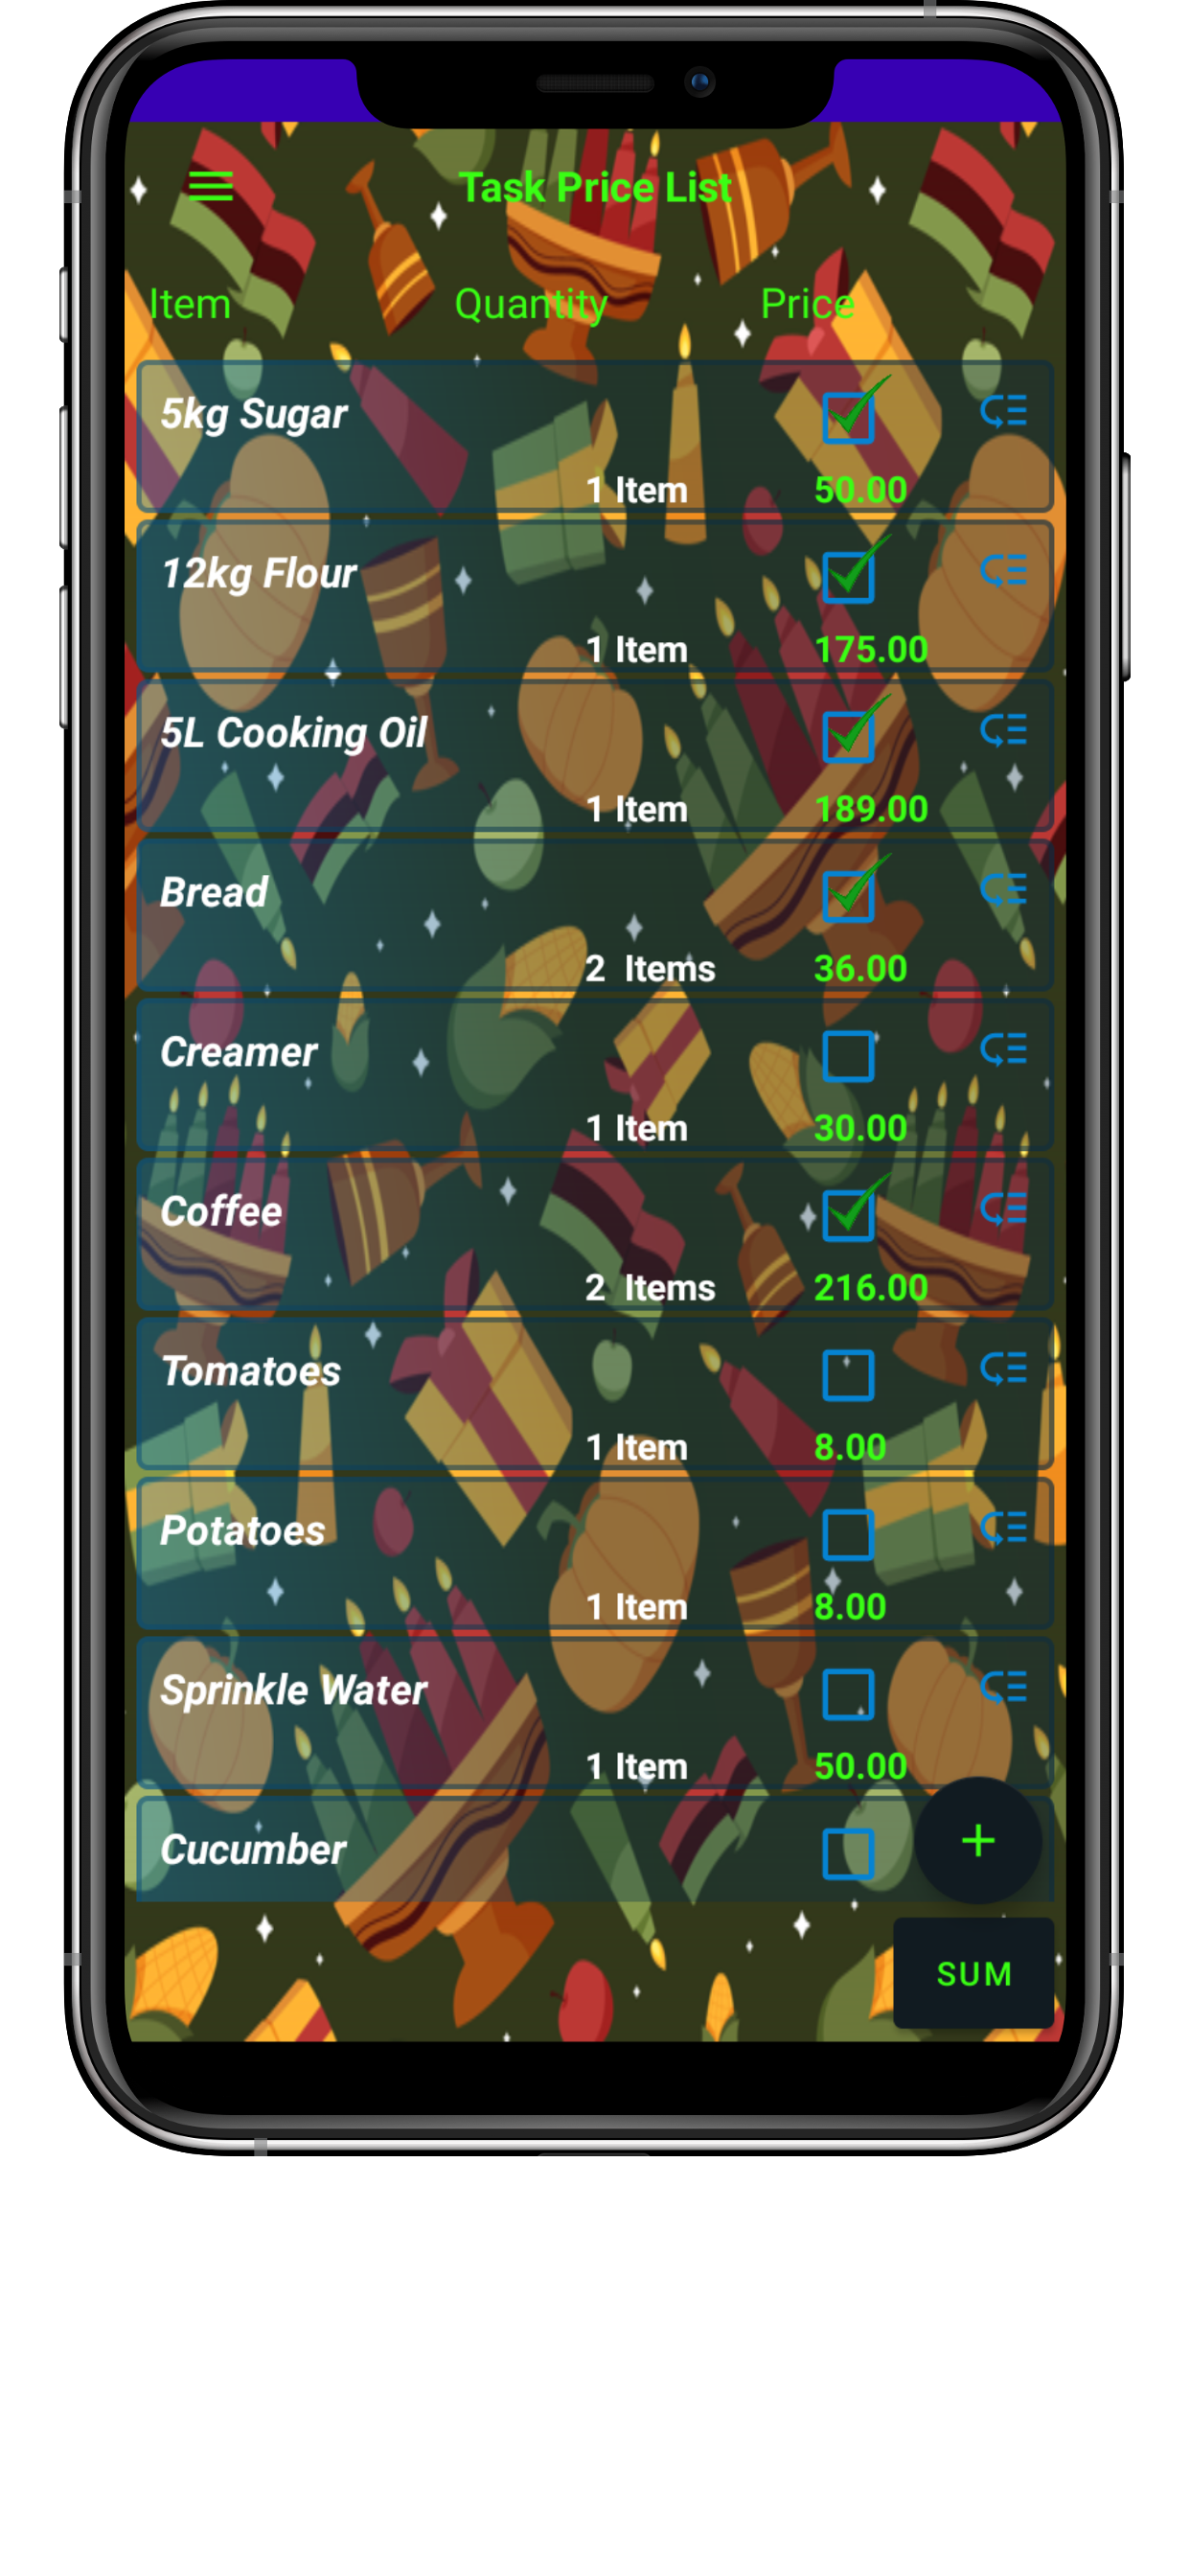 Task Price List
Item Quantity Price
5kg Sugar
1 Item 50.00
12kg Flour
1 Item 175.00
5L Cooking Oil
1 Item 189.00
Bread
2 Items 36.00
Creamer
1 Item 30.00
Coffee
2 Items 216.00
Tomatoes
1 Item 8.00
Potatoes
1 Item 8.00
Sprinkle Water
1 Item 50.00
Cucumber
+
SUM